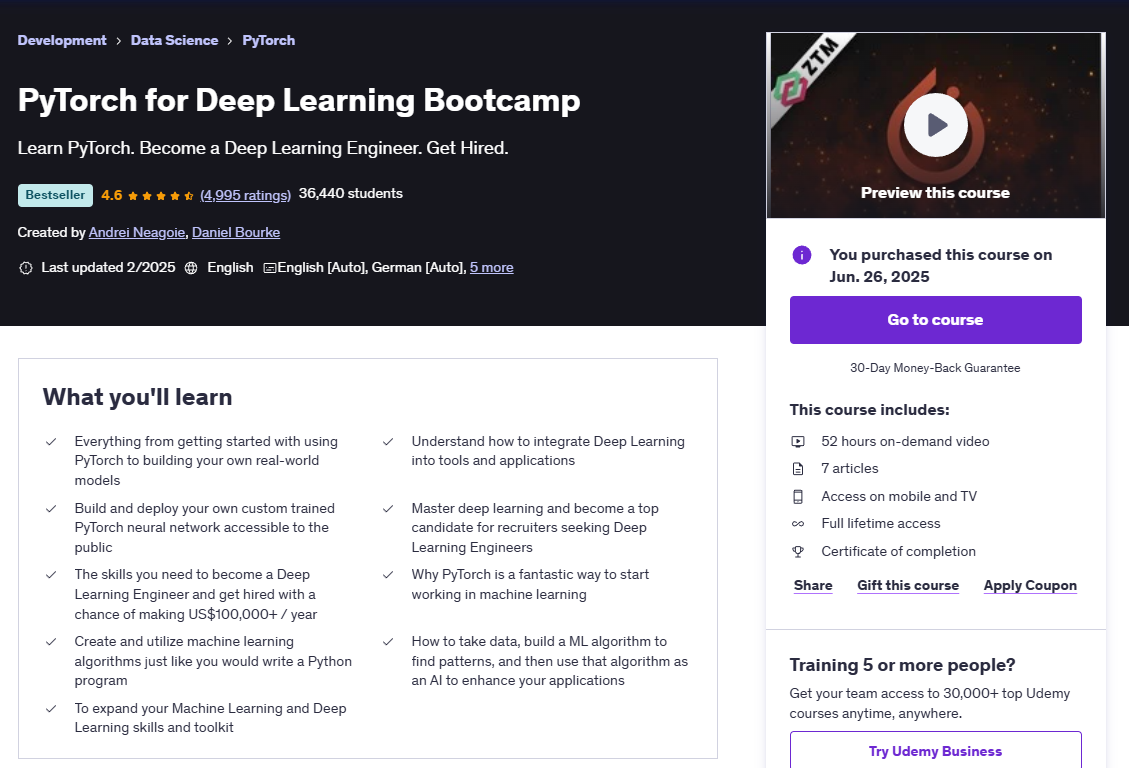 Development > Data Science > PyTorch
PyTorch for Deep Learning Bootcamp
Learn PyTorch. Become a Deep Learning Engineer. Get Hired.
Bestseller 4.6 (4,995 ratings) 36,440 students
Created by Andrei Neagoie, Daniel Bourke
Last updated 2/2025 English English [Auto], German [Auto], 5 more
ZTM
Preview this course
You purchased this course on
Jun. 26, 2025
Go to course
30-Day Money-Back Guarantee
This course includes:
52 hours on-demand video
7 articles
Access on mobile and TV
Full lifetime access
Certificate of completion
Share Gift this course Apply Coupon
Training 5 or more people?
Get your team access to 30,000+ top Udemy
courses anytime, anywhere.
Try Udemy Business
What you'll learn
Everything from getting started with using
PyTorch to building your own real-world
models
Understand how to integrate Deep Learning
into tools and applications
Build and deploy your own custom trained
PyTorch neural network accessible to the
public
Master deep learning and become a top
candidate for recruiters seeking Deep
Learning Engineers
The skills you need to become a Deep
Learning Engineer and get hired with a
chance of making US$100,000+ / year
Why PyTorch is a fantastic way to start
working in machine learning
Create and utilize machine learning
algorithms just like you would write a Python
program
How to take data, build a ML algorithm to
find patterns, and then use that algorithm as
an AI to enhance your applications
To expand your Machine Learning and Deep
Learning skills and toolkit